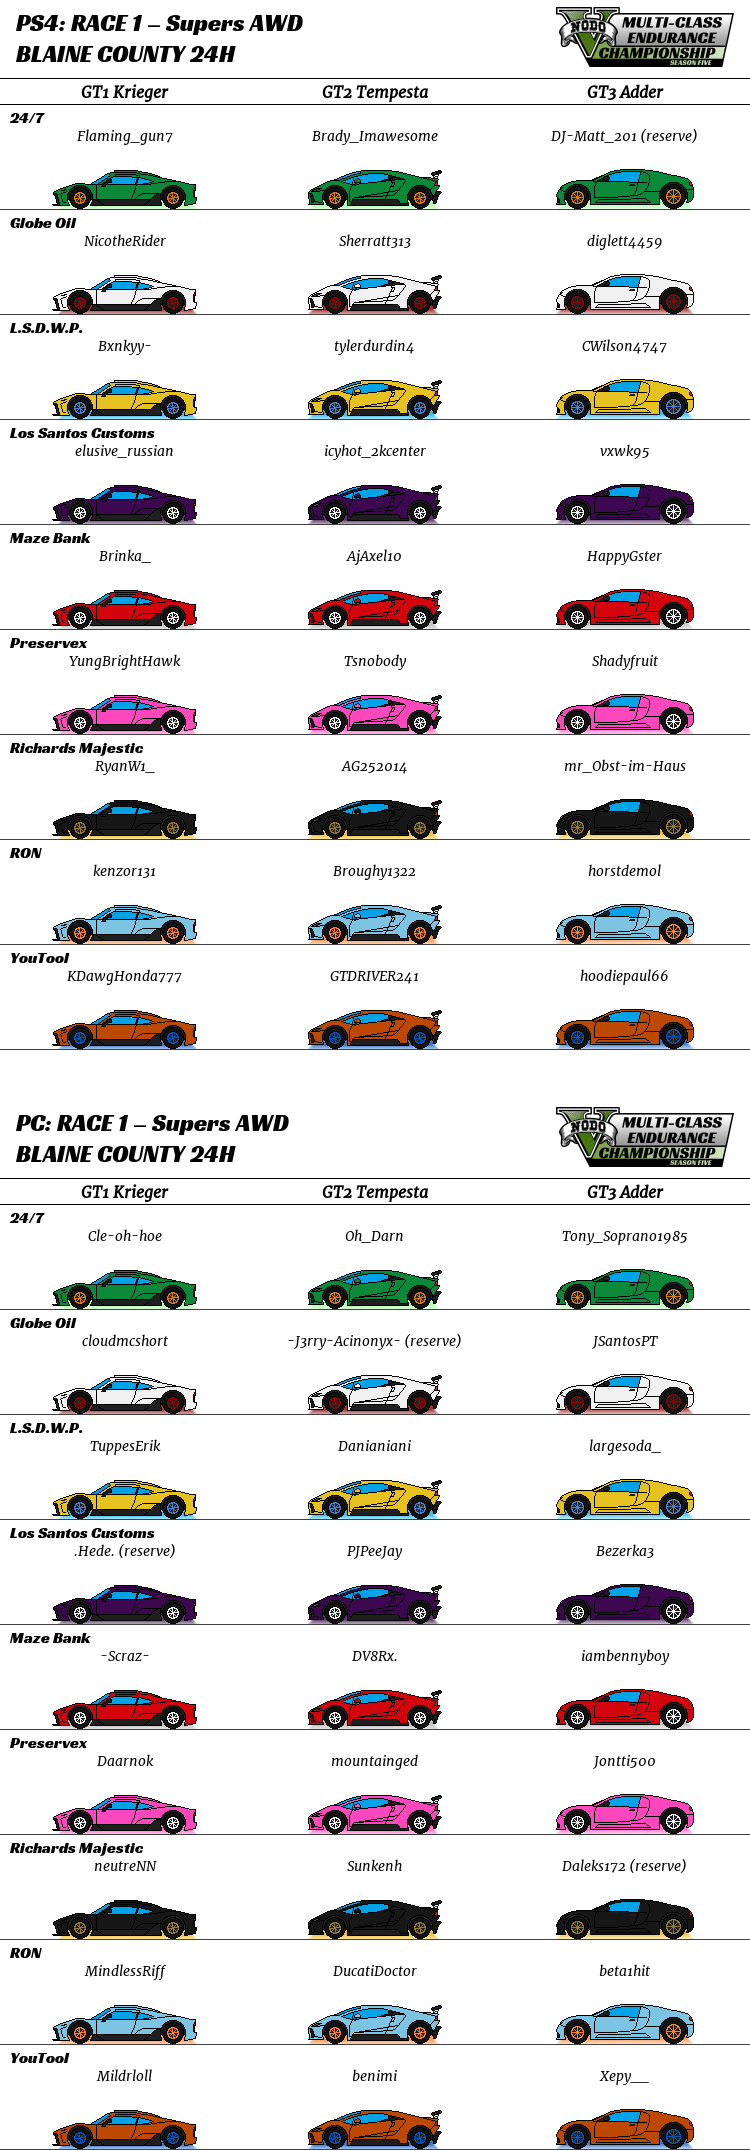 PS4: RACE 1 – Supers AWD
BLAINE COUNTY 24H
NODO
MULTI-CLASS
ENDURANCE
CHAMPIONSHIP
SEASON FIVE
GT1 Krieger GT2 Tempesta GT3 Adder
24/7
Flaming_gun7 Brady_Imawesome DJ-Matt_201 (reserve)
Globe Oil
NicotheRider Sherratt313 diglett4459
L.S.D.W.P.
Bxnkyy- tylerdurdin4 CWilson4747
Los Santos Customs
elusive_russian icyhot_2kcenter vxwk95
Maze Bank
Brinka_ AjAxel10 HappyGster
Preservex
YungBrightHawk Tsnobody Shadyfruit
Richards Majestic
RyanW1_ AG252014 mr_Obst-im-Haus
RON
kenzor131 Broughy1322 horstdemol
YouTool
KDawgHonda777 GTDRIVER241 hoodiepaul66
PC: RACE 1 – Supers AWD
BLAINE COUNTY 24H
NODO
MULTI-CLASS
ENDURANCE
CHAMPIONSHIP
SEASON FIVE
GT1 Krieger GT2 Tempesta GT3 Adder
24/7
Cle-oh-hoe Oh_Darn Tony_Soprano1985
Globe Oil
cloudmcshort -J3rry-Acinonyx- (reserve) JSantosPT
L.S.D.W.P.
TuppesErik Danianiani largesoda_
Los Santos Customs
.Hede. (reserve) PJPeeJay Bezerka3
Maze Bank
-Scraz- DV8Rx. iambennyboy
Preservex
Daarnok mountainged Jontti500
Richards Majestic
neutreNN Sunkenh Daleks172 (reserve)
RON
MindlessRiff DucatiDoctor beta1hit
YouTool
Mildrloll benimi Xepy__